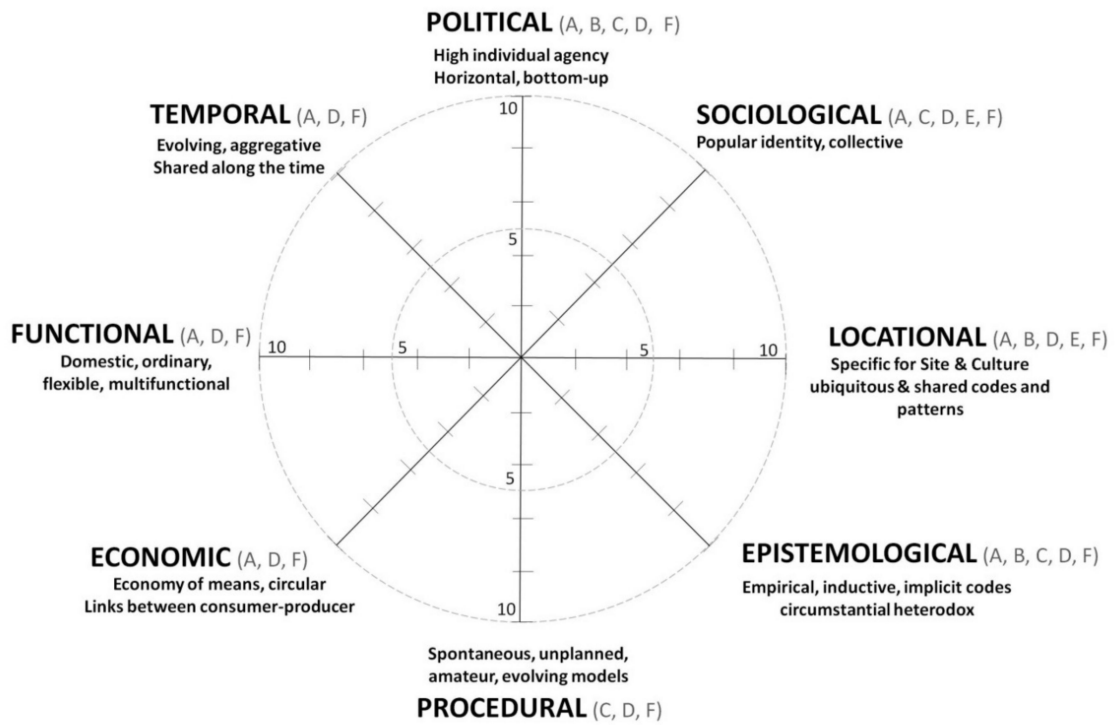 POLITICAL (A, B, C, D, F)
High individual agency
Horizontal, bottom-up
TEMPORAL (A, D, F)
Evolving, aggregative
Shared along the time
SOCIOLOGICAL (A, C, D, E, F)
Popular identity, collective
10
5
FUNCTIONAL (A, D, F)
Domestic, ordinary,
flexible, multifunctional
10
5
5
10
LOCATIONAL (A, B, D, E, F)
Specific for Site & Culture
ubiquitous & shared codes and
patterns
5
10
ECONOMIC (A, D, F)
Economy of means, circular
Links between consumer-producer
EPISTEMOLOGICAL (A, B, C, D, F)
Empirical, inductive, implicit codes
circumstantial heterodox
Spontaneous, unplanned,
amateur, evolving models
PROCEDURAL (C, D, F)